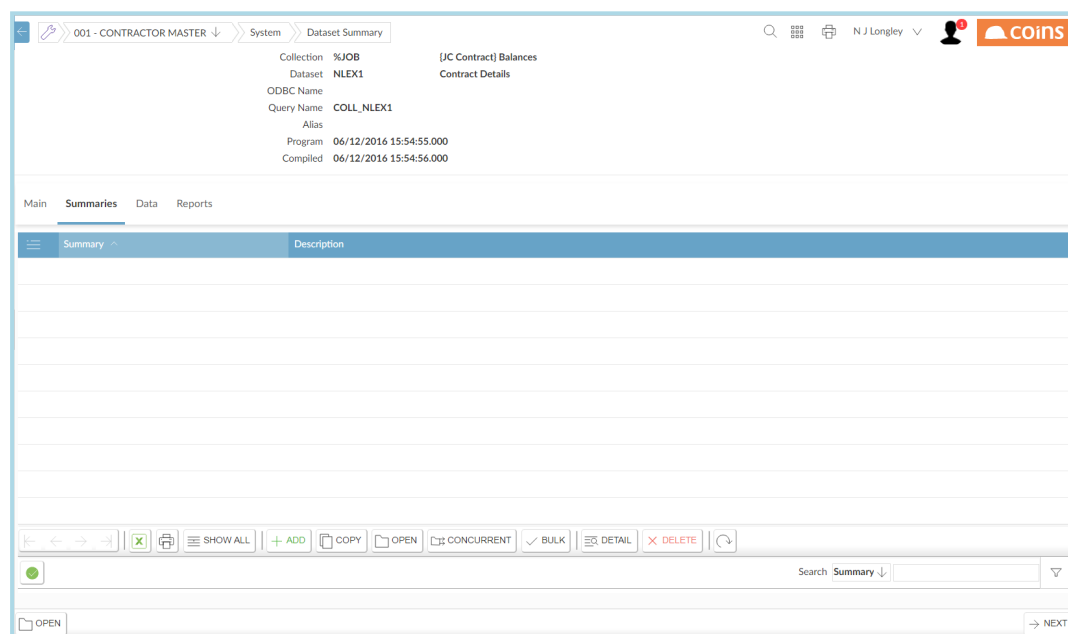 001 - CONTRACTOR MASTER System Dataset Summary N J Longley 1 coins
Collection %JOB {JC Contract} Balances
Dataset NLEX1 Contract Details
ODBC Name
Query Name COLL_NLEX1
Alias
Program 06/12/2016 15:54:55.000
Compiled 06/12/2016 15:54:56.000
Main Summaries Data Reports
Summary Description
X SHOW ALL ADD COPY OPEN CONCURRENT BULK DETAIL DELETE
Search Summary
OPEN NEXT